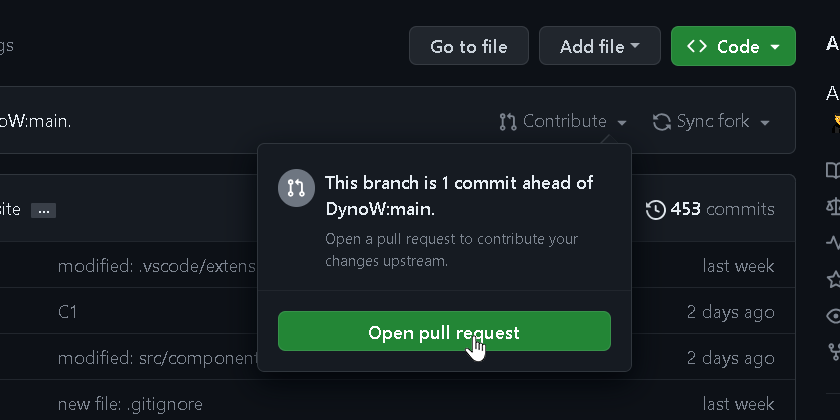 gs
Go to file
Add file
Code
A
oW:main.
Contribute
Sync fork
A
This branch is 1 commit ahead of
DynoW:main.
Open a pull request to contribute your
changes upstream.
Open pull request
site
...
453 commits
modified: .vscode/extens
last week
C1
2 days ago
modified: src/component
2 days ago
new file: .gitignore
last week